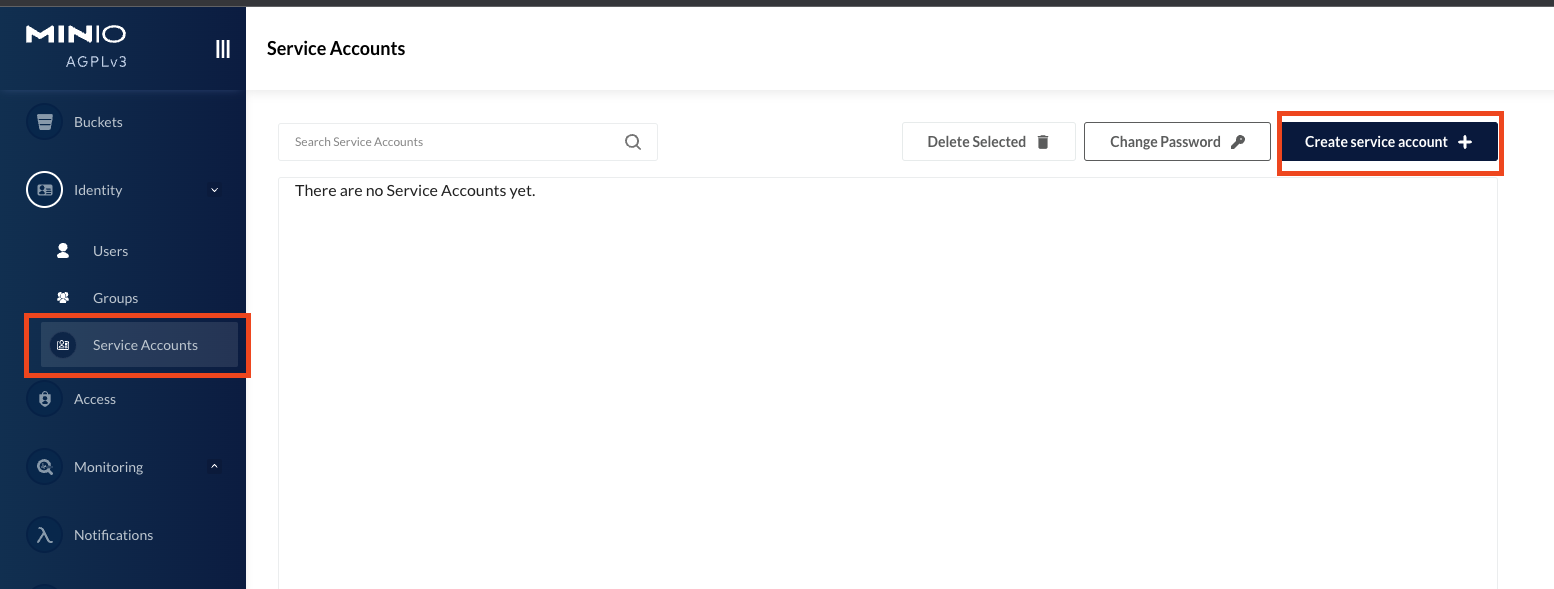 MINIO
AGPLv3
Service Accounts
Buckets
Identity
Users
Groups
Service Accounts
Access
Monitoring
Notifications
Search Service Accounts
Delete Selected
Change Password
Create service account
There are no Service Accounts yet.